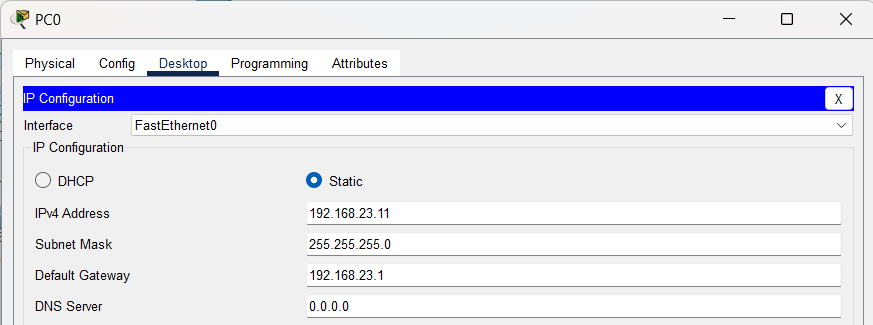 PC0
Physical Config Desktop Programming Attributes
IP Configuration X
Interface FastEthernet0
IP Configuration
DHCP Static
IPv4 Address 192.168.23.11
Subnet Mask 255.255.255.0
Default Gateway 192.168.23.1
DNS Server 0.0.0.0